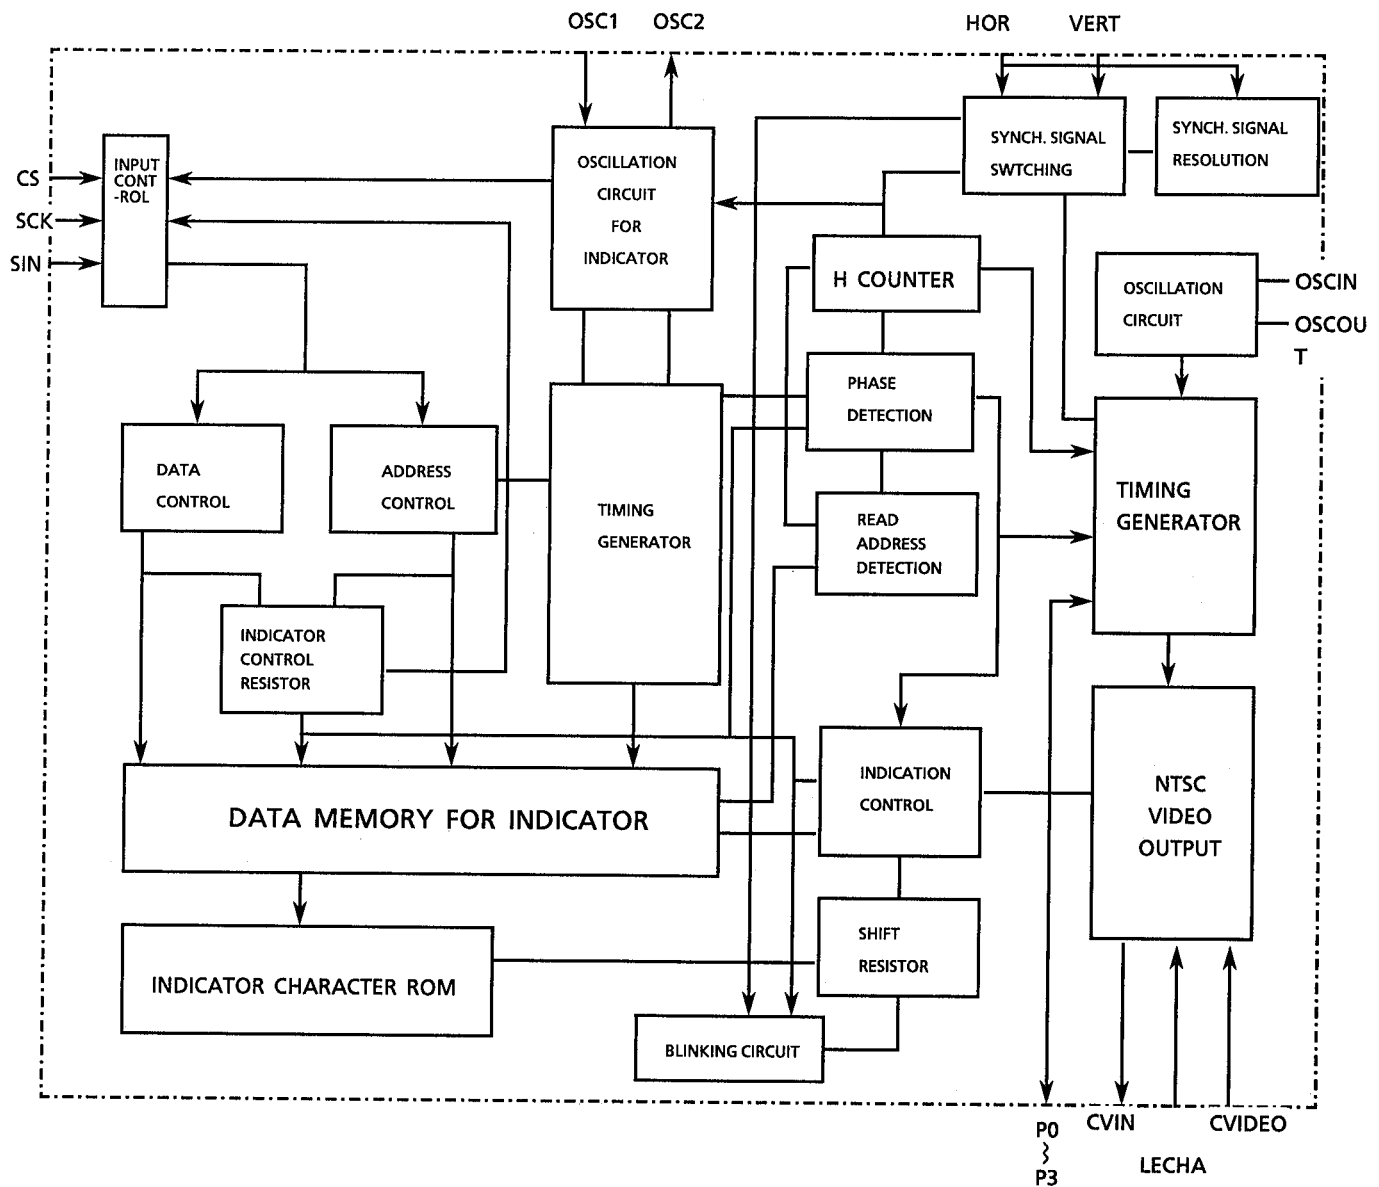 OSC1 OSC2 HOR VERT
INPUT
CONT
-ROL
CS
SCK
SIN
OSCILLATION
CIRCUIT
FOR
INDICATOR
SYNCH. SIGNAL
SWTCHING
SYNCH. SIGNAL
RESOLUTION
H COUNTER
OSCILLATION
CIRCUIT
OSCIN
OSCOU
T
PHASE
DETECTION
DATA
CONTROL
ADDRESS
CONTROL
TIMING
GENERATOR
READ
ADDRESS
DETECTION
TIMING
GENERATOR
INDICATOR
CONTROL
RESISTOR
DATA MEMORY FOR INDICATOR
INDICATION
CONTROL
NTSC
VIDEO
OUTPUT
INDICATOR CHARACTER ROM
SHIFT
RESISTOR
BLINKING CIRCUIT
P0
P3
CVIN
LECHA
CVIDEO